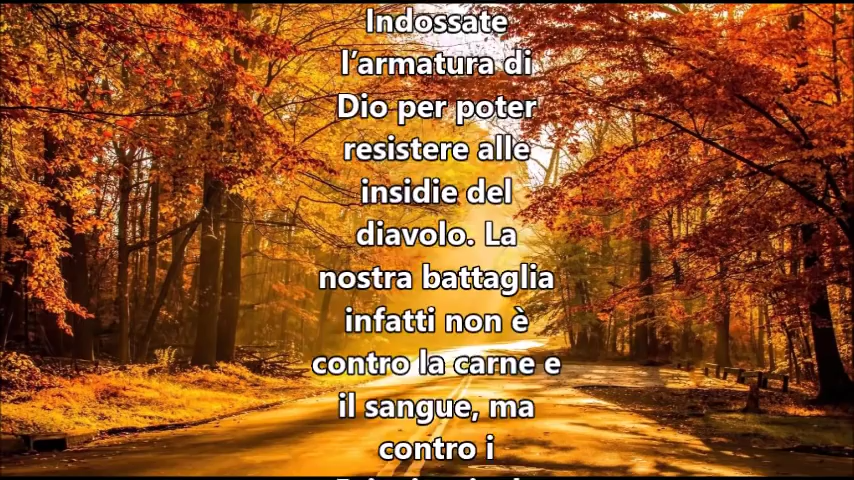 Indossate
l’armatura di
Dio per poter
resistere alle
insidie del
diavolo. La
nostra battaglia
infatti non è
contro la carne e
il sangue, ma
contro i